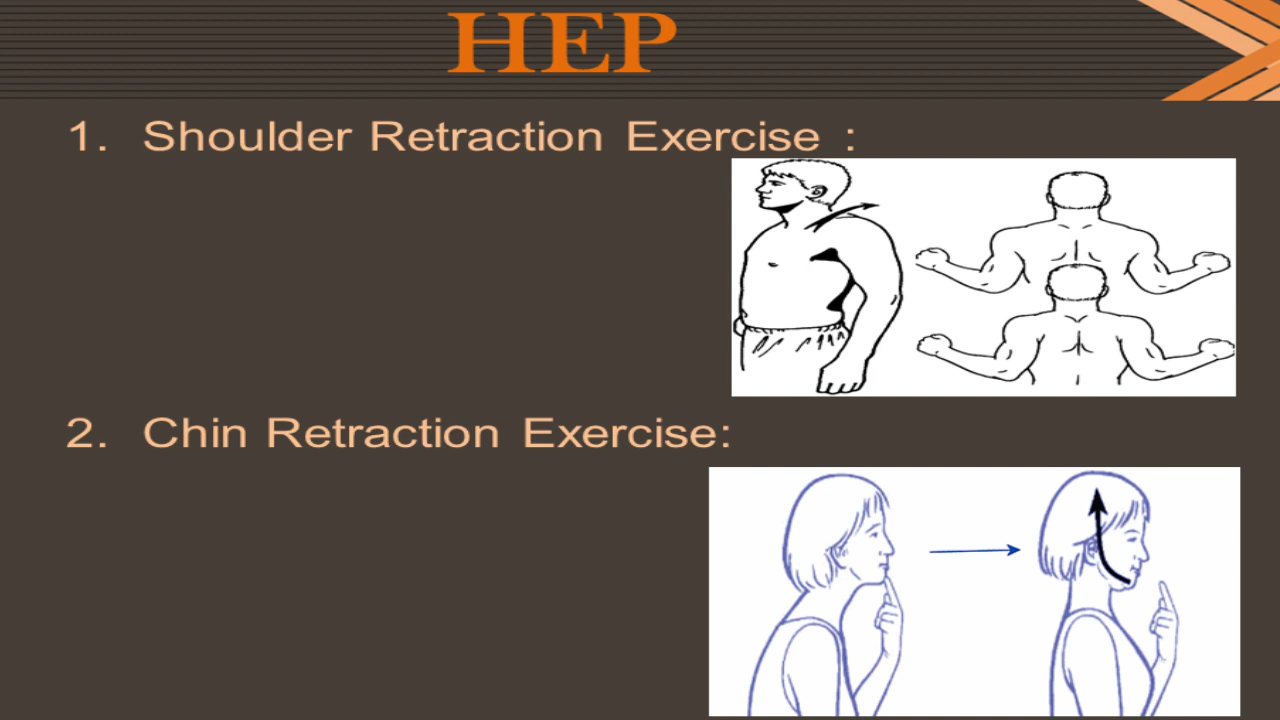 HEP
1. Shoulder Retraction Exercise :
2. Chin Retraction Exercise: